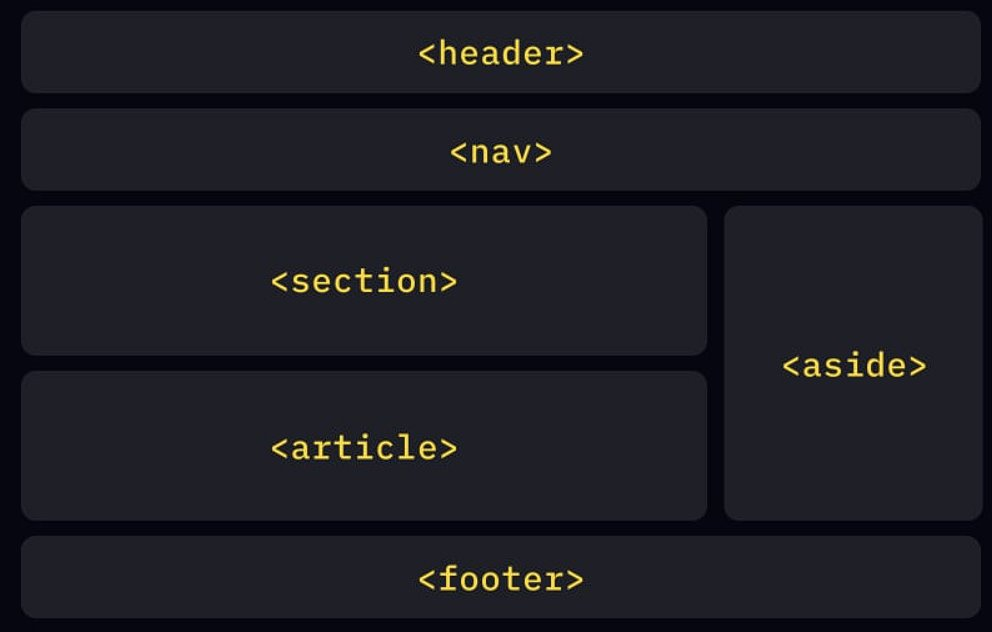 <header>
<nav>
<section>
<aside>
<article>
<footer>